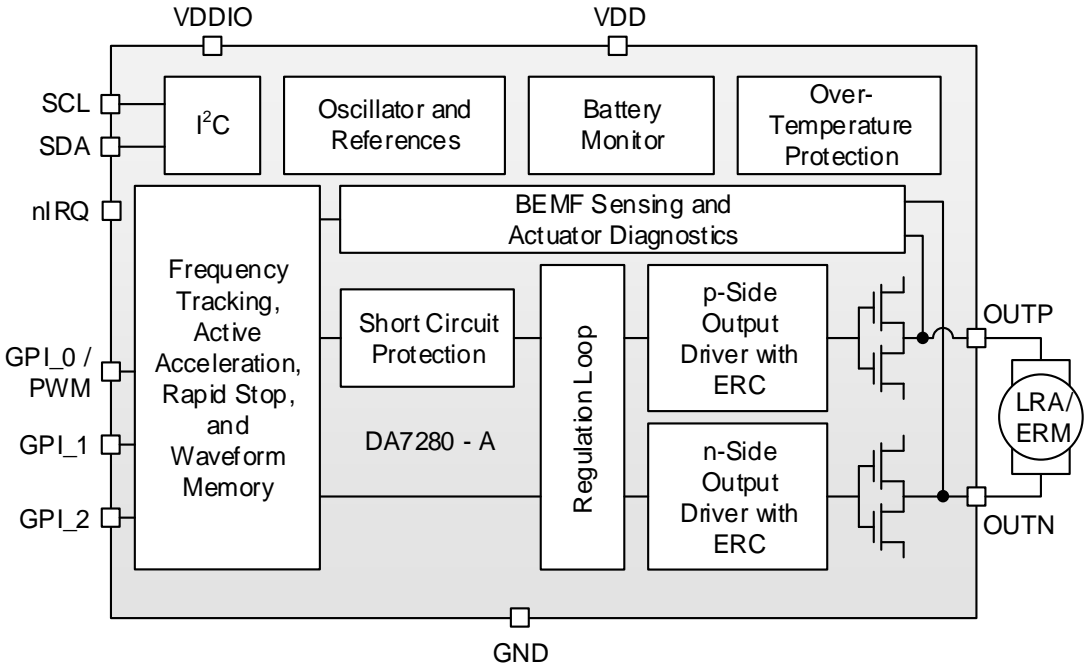 VDDIO
VDD
SCL
SDA
I²C
Oscillator and
References
Battery
Monitor
Over-
Temperature
Protection
nIRQ
BEMF Sensing and
Actuator Diagnostics
Frequency
Tracking,
Active
Acceleration,
Rapid Stop,
and
Waveform
Memory
Short Circuit
Protection
Regulation Loop
p-Side
Output
Driver with
ERC
OUTP
GPI_0 /
PWM
LRA/
ERM
GPI_1
DA7280 - A
n-Side
Output
Driver with
ERC
GPI_2
OUTN
GND